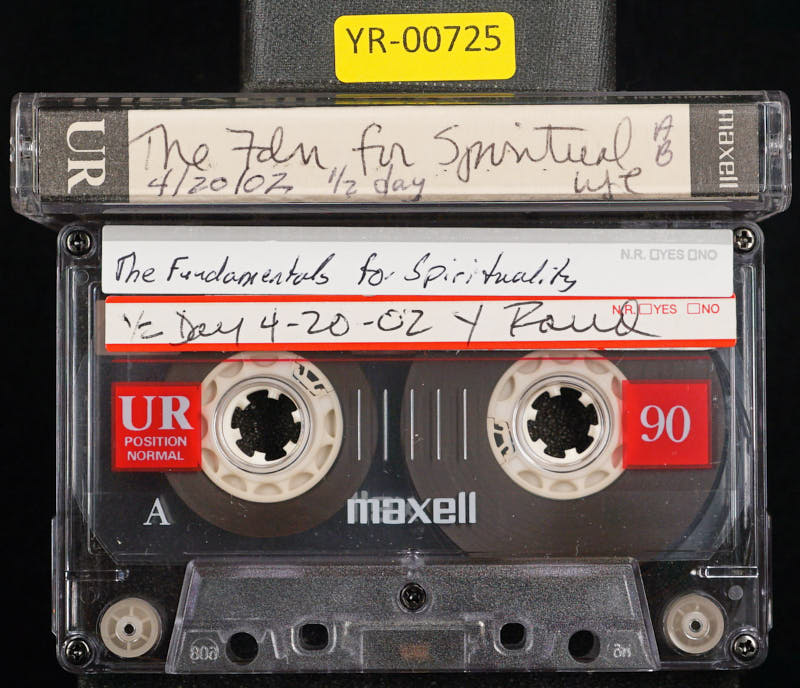 YR-00725
UR
The Fdn for Spiritual
A
B
maxell
4/20/02 1/2 day life
N.R. □YES □NO
The Fundamentals for Spirituality
N.R. □YES □NO
1/2 Day 4-20-02 Y Rand
UR
POSITION
NORMAL
90
A
maxell